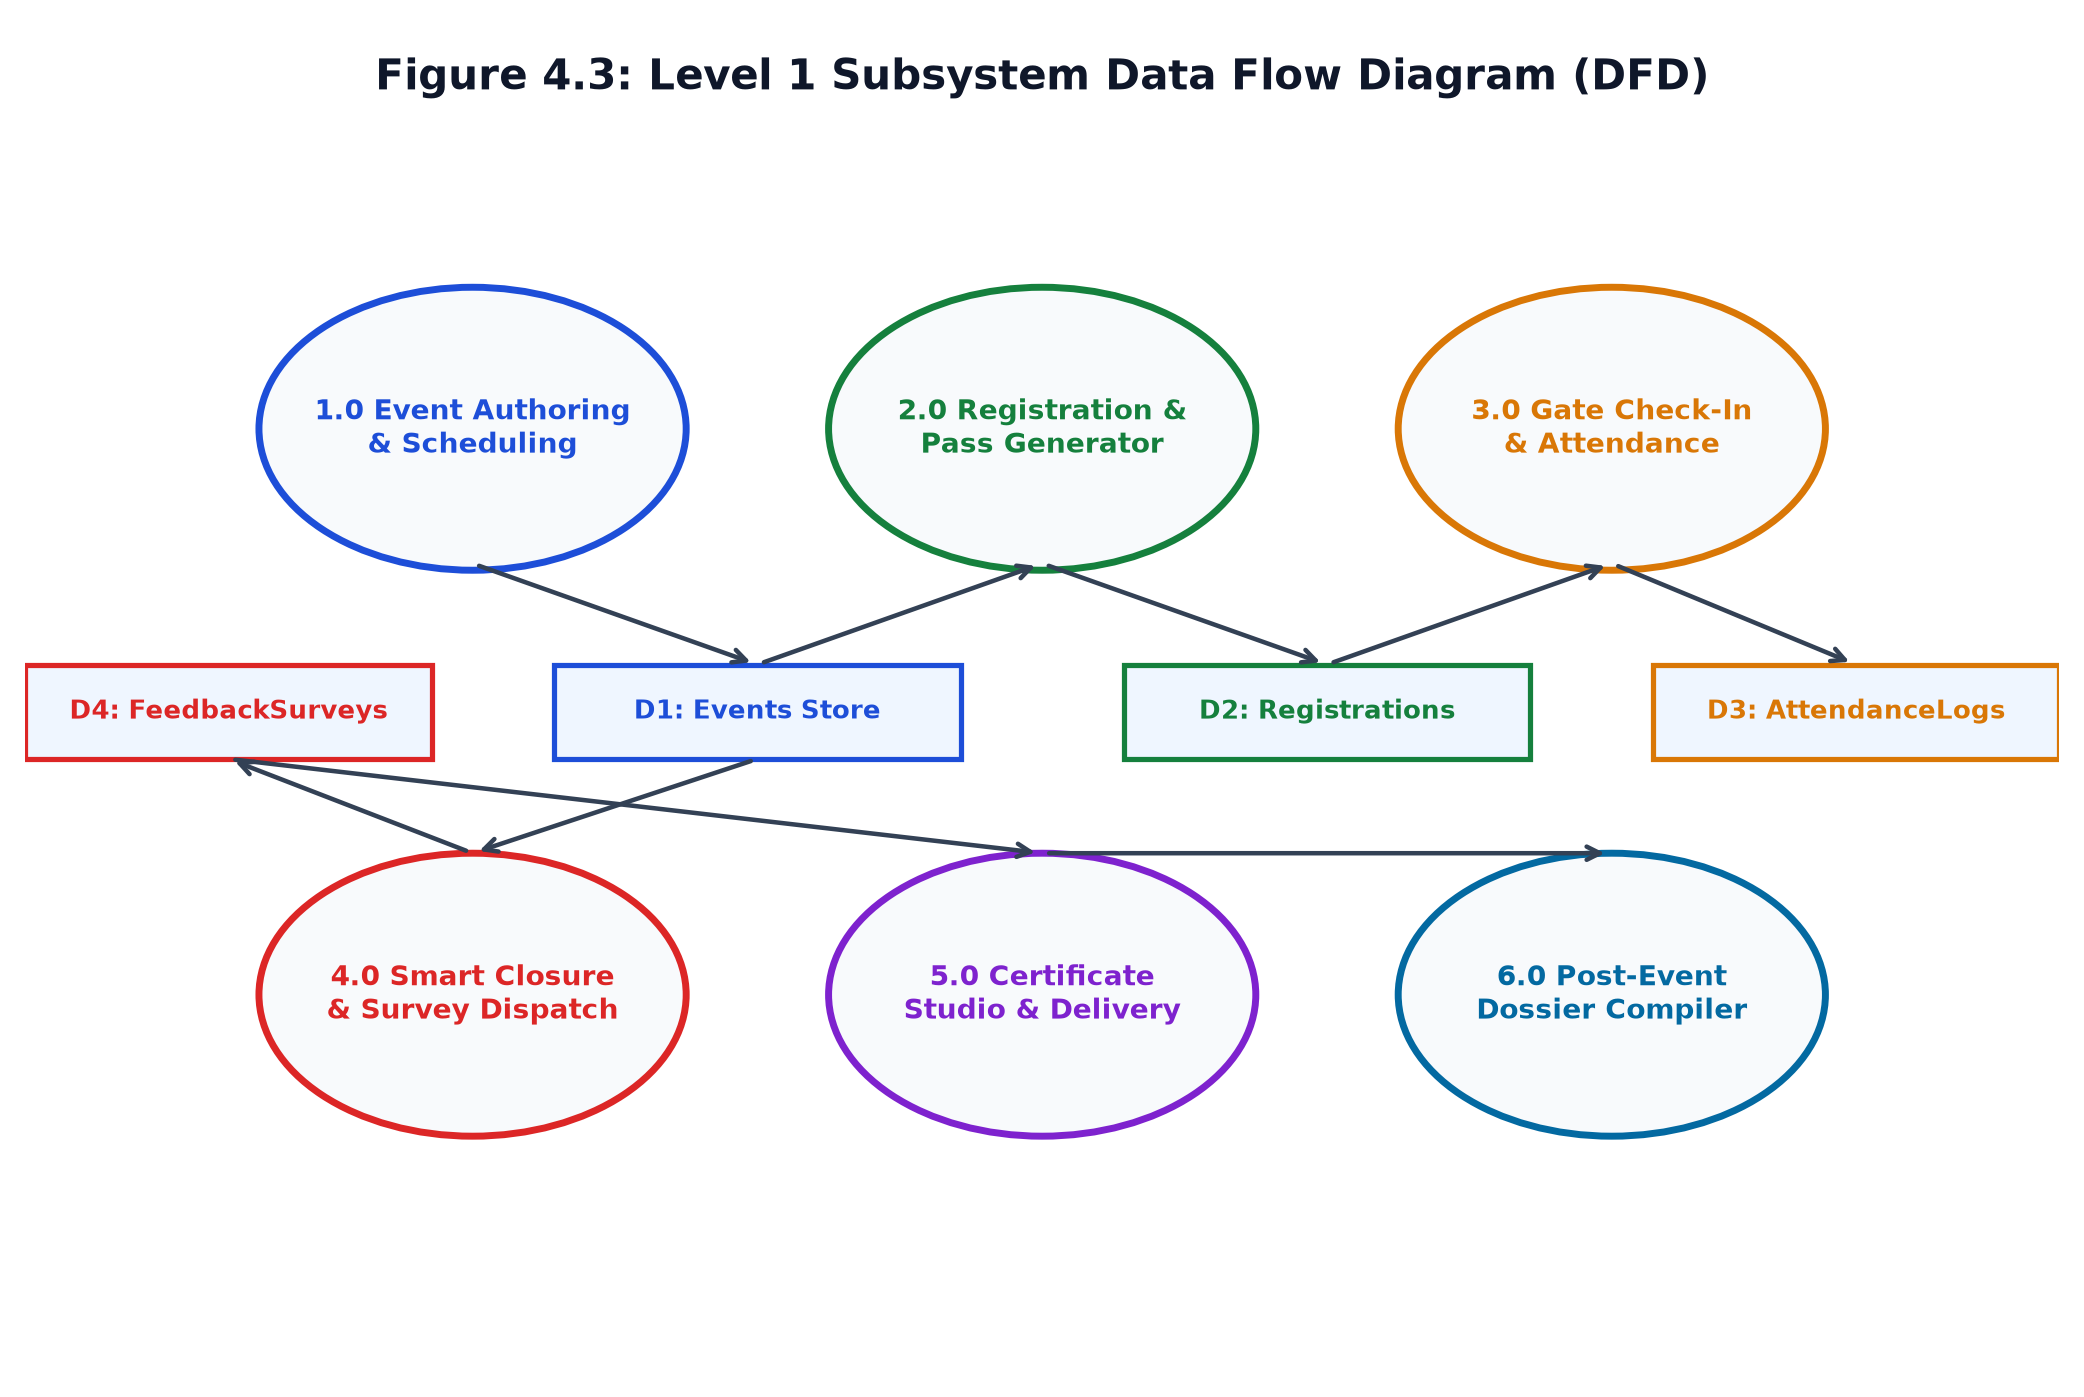 Figure 4.3: Level 1 Subsystem Data Flow Diagram (DFD)
1.0 Event Authoring
& Scheduling
2.0 Registration &
Pass Generator
3.0 Gate Check-In
& Attendance
D4: FeedbackSurveys
D1: Events Store
D2: Registrations
D3: AttendanceLogs
4.0 Smart Closure
& Survey Dispatch
5.0 Certificate
Studio & Delivery
6.0 Post-Event
Dossier Compiler